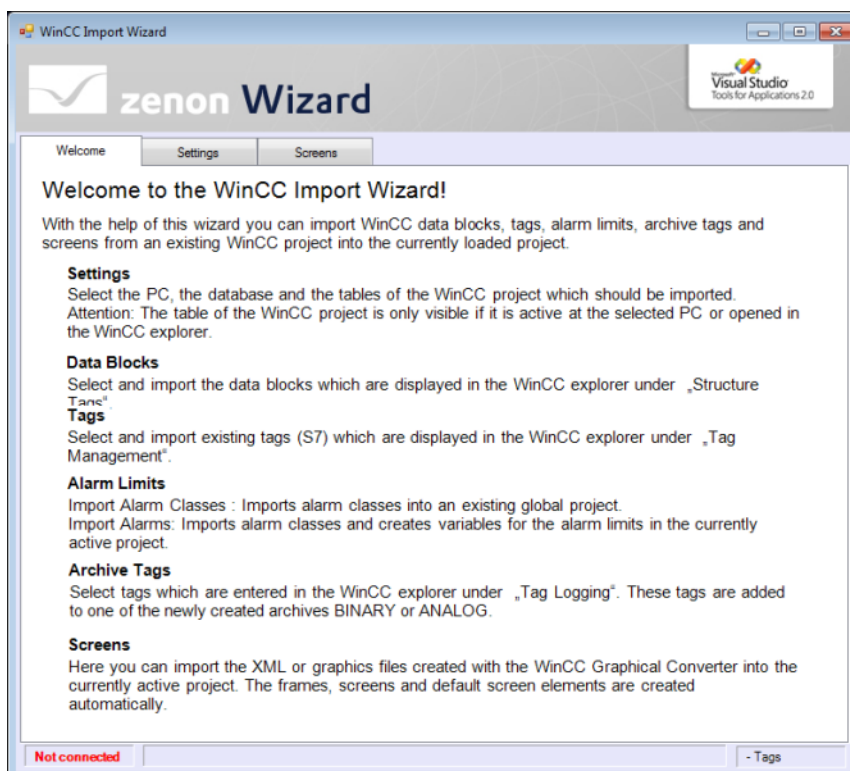 WinCC Import Wizard
zenon Wizard
Microsoft
Visual Studio
Tools for Applications 2.0
Welcome
Settings
Screens
Welcome to the WinCC Import Wizard!
With the help of this wizard you can import WinCC data blocks, tags, alarm limits, archive tags and
screens from an existing WinCC project into the currently loaded project.
Settings
Select the PC, the database and the tables of the WinCC project which should be imported.
Attention: The table of the WinCC project is only visible if it is active at the selected PC or opened in
the WinCC explorer.
Data Blocks
Select and import the data blocks which are displayed in the WinCC explorer under „Structure
Tags“.
Tags
Select and import existing tags (S7) which are displayed in the WinCC explorer under „Tag
Management“.
Alarm Limits
Import Alarm Classes : Imports alarm classes into an existing global project.
Import Alarms: Imports alarm classes and creates variables for the alarm limits in the currently
active project.
Archive Tags
Select tags which are entered in the WinCC explorer under „Tag Logging“. These tags are added
to one of the newly created archives BINARY or ANALOG.
Screens
Here you can import the XML or graphics files created with the WinCC Graphical Converter into the
currently active project. The frames, screens and default screen elements are created
automatically.
Not connected
- Tags